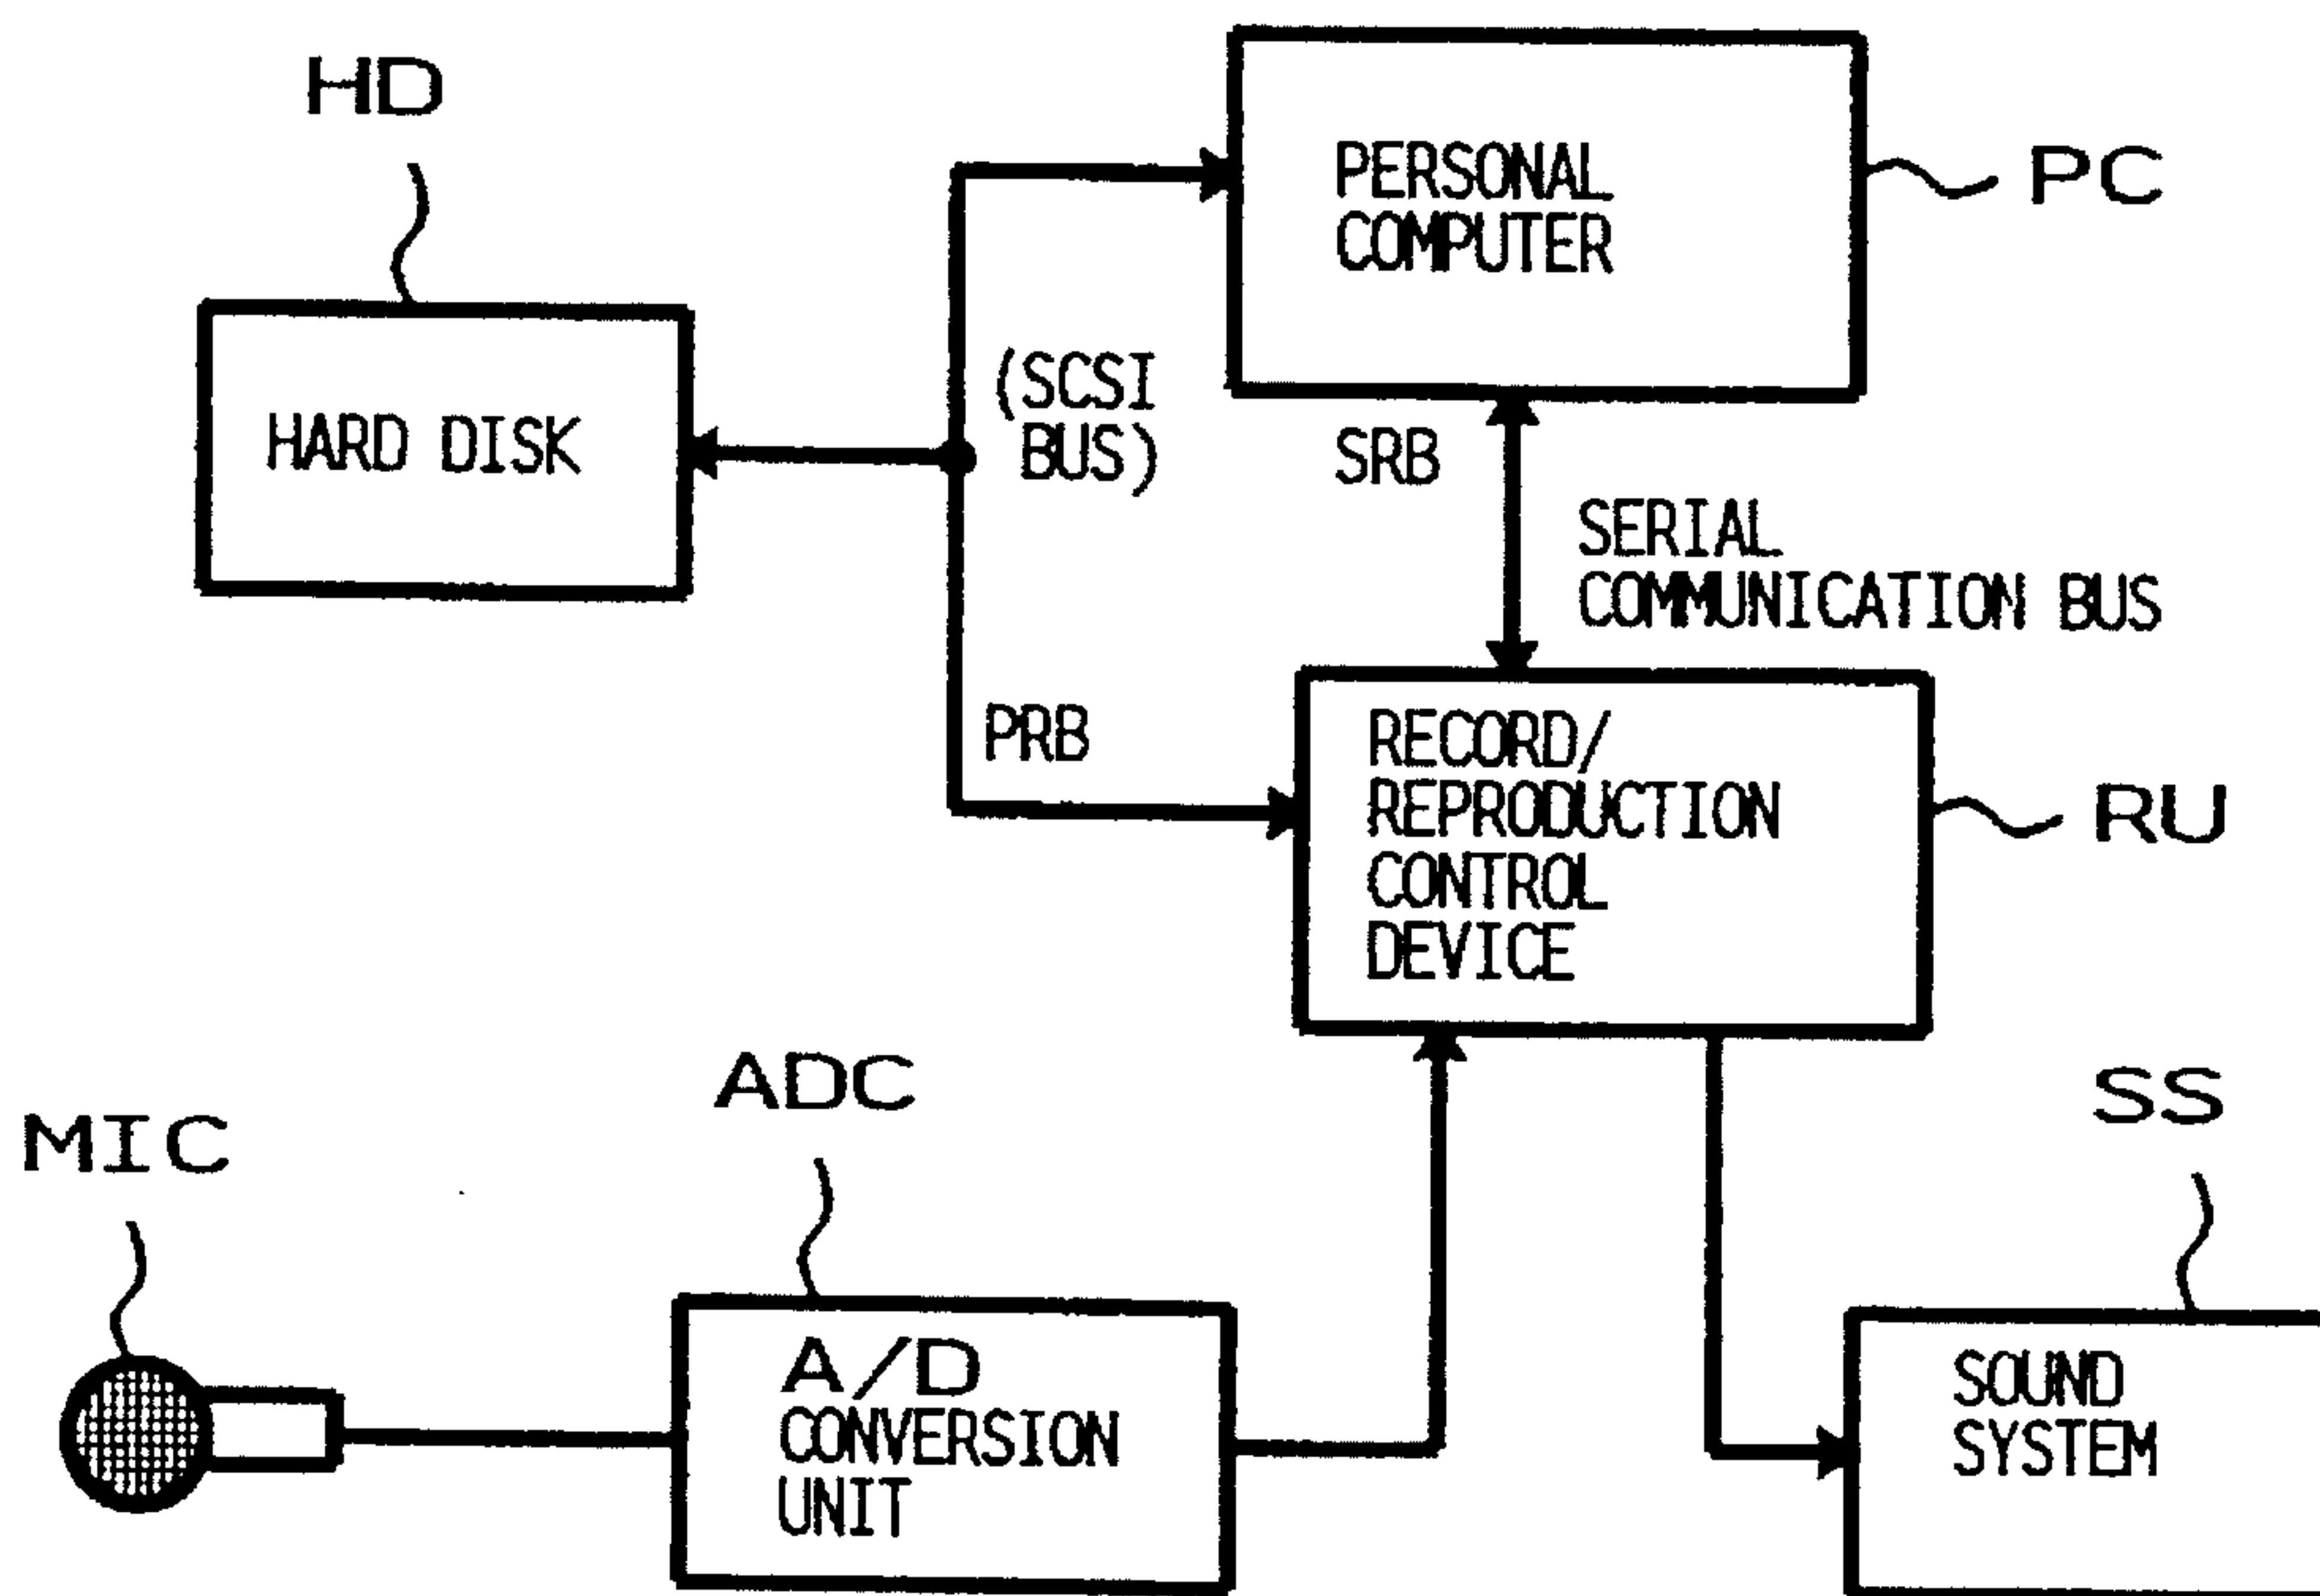 HD
PERSONAL
COMPUTER
PC
HARD DISK
(SCSI
BUS)
SRB
SERIAL
COMMUNICATION BUS
PRB
RECORD/
REPRODUCTION
CONTROL
DEVICE
RU
MIC
ADC
SS
A/D
CONVERSION
UNIT
SOUND
SYSTEM